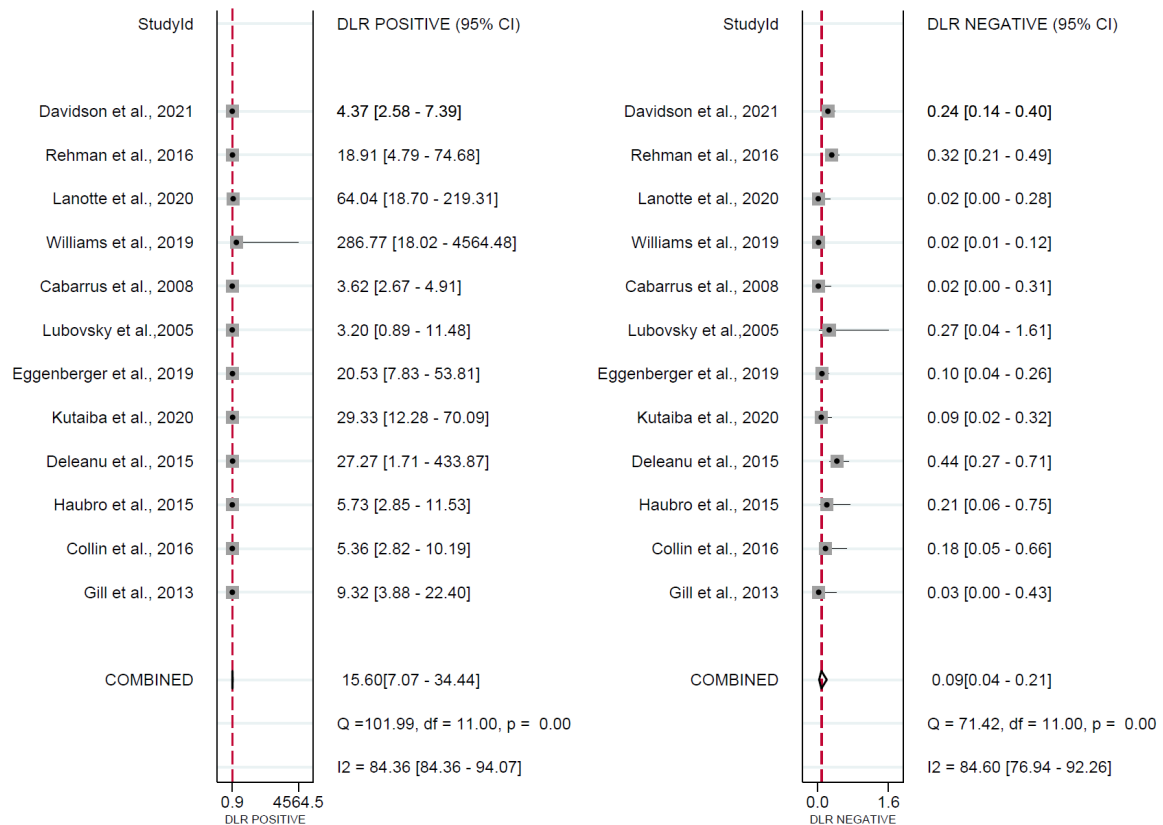 StudyId DLR POSITIVE (95% CI)
Davidson et al., 2021 4.37 [2.58 - 7.39]
Rehman et al., 2016 18.91 [4.79 - 74.68]
Lanotte et al., 2020 64.04 [18.70 - 219.31]
Williams et al., 2019 286.77 [18.02 - 4564.48]
Cabarrus et al., 2008 3.62 [2.67 - 4.91]
Lubovsky et al.,2005 3.20 [0.89 - 11.48]
Eggenberger et al., 2019 20.53 [7.83 - 53.81]
Kutaiba et al., 2020 29.33 [12.28 - 70.09]
Deleanu et al., 2015 27.27 [1.71 - 433.87]
Haubro et al., 2015 5.73 [2.85 - 11.53]
Collin et al., 2016 5.36 [2.82 - 10.19]
Gill et al., 2013 9.32 [3.88 - 22.40]
COMBINED 15.60[7.07 - 34.44]
Q =101.99, df = 11.00, p = 0.00
I2 = 84.36 [84.36 - 94.07]
0.9 4564.5
DLR POSITIVE
StudyId DLR NEGATIVE (95% CI)
Davidson et al., 2021 0.24 [0.14 - 0.40]
Rehman et al., 2016 0.32 [0.21 - 0.49]
Lanotte et al., 2020 0.02 [0.00 - 0.28]
Williams et al., 2019 0.02 [0.01 - 0.12]
Cabarrus et al., 2008 0.02 [0.00 - 0.31]
Lubovsky et al.,2005 0.27 [0.04 - 1.61]
Eggenberger et al., 2019 0.10 [0.04 - 0.26]
Kutaiba et al., 2020 0.09 [0.02 - 0.32]
Deleanu et al., 2015 0.44 [0.27 - 0.71]
Haubro et al., 2015 0.21 [0.06 - 0.75]
Collin et al., 2016 0.18 [0.05 - 0.66]
Gill et al., 2013 0.03 [0.00 - 0.43]
COMBINED 0.09[0.04 - 0.21]
Q = 71.42, df = 11.00, p = 0.00
I2 = 84.60 [76.94 - 92.26]
0.0 1.6
DLR NEGATIVE